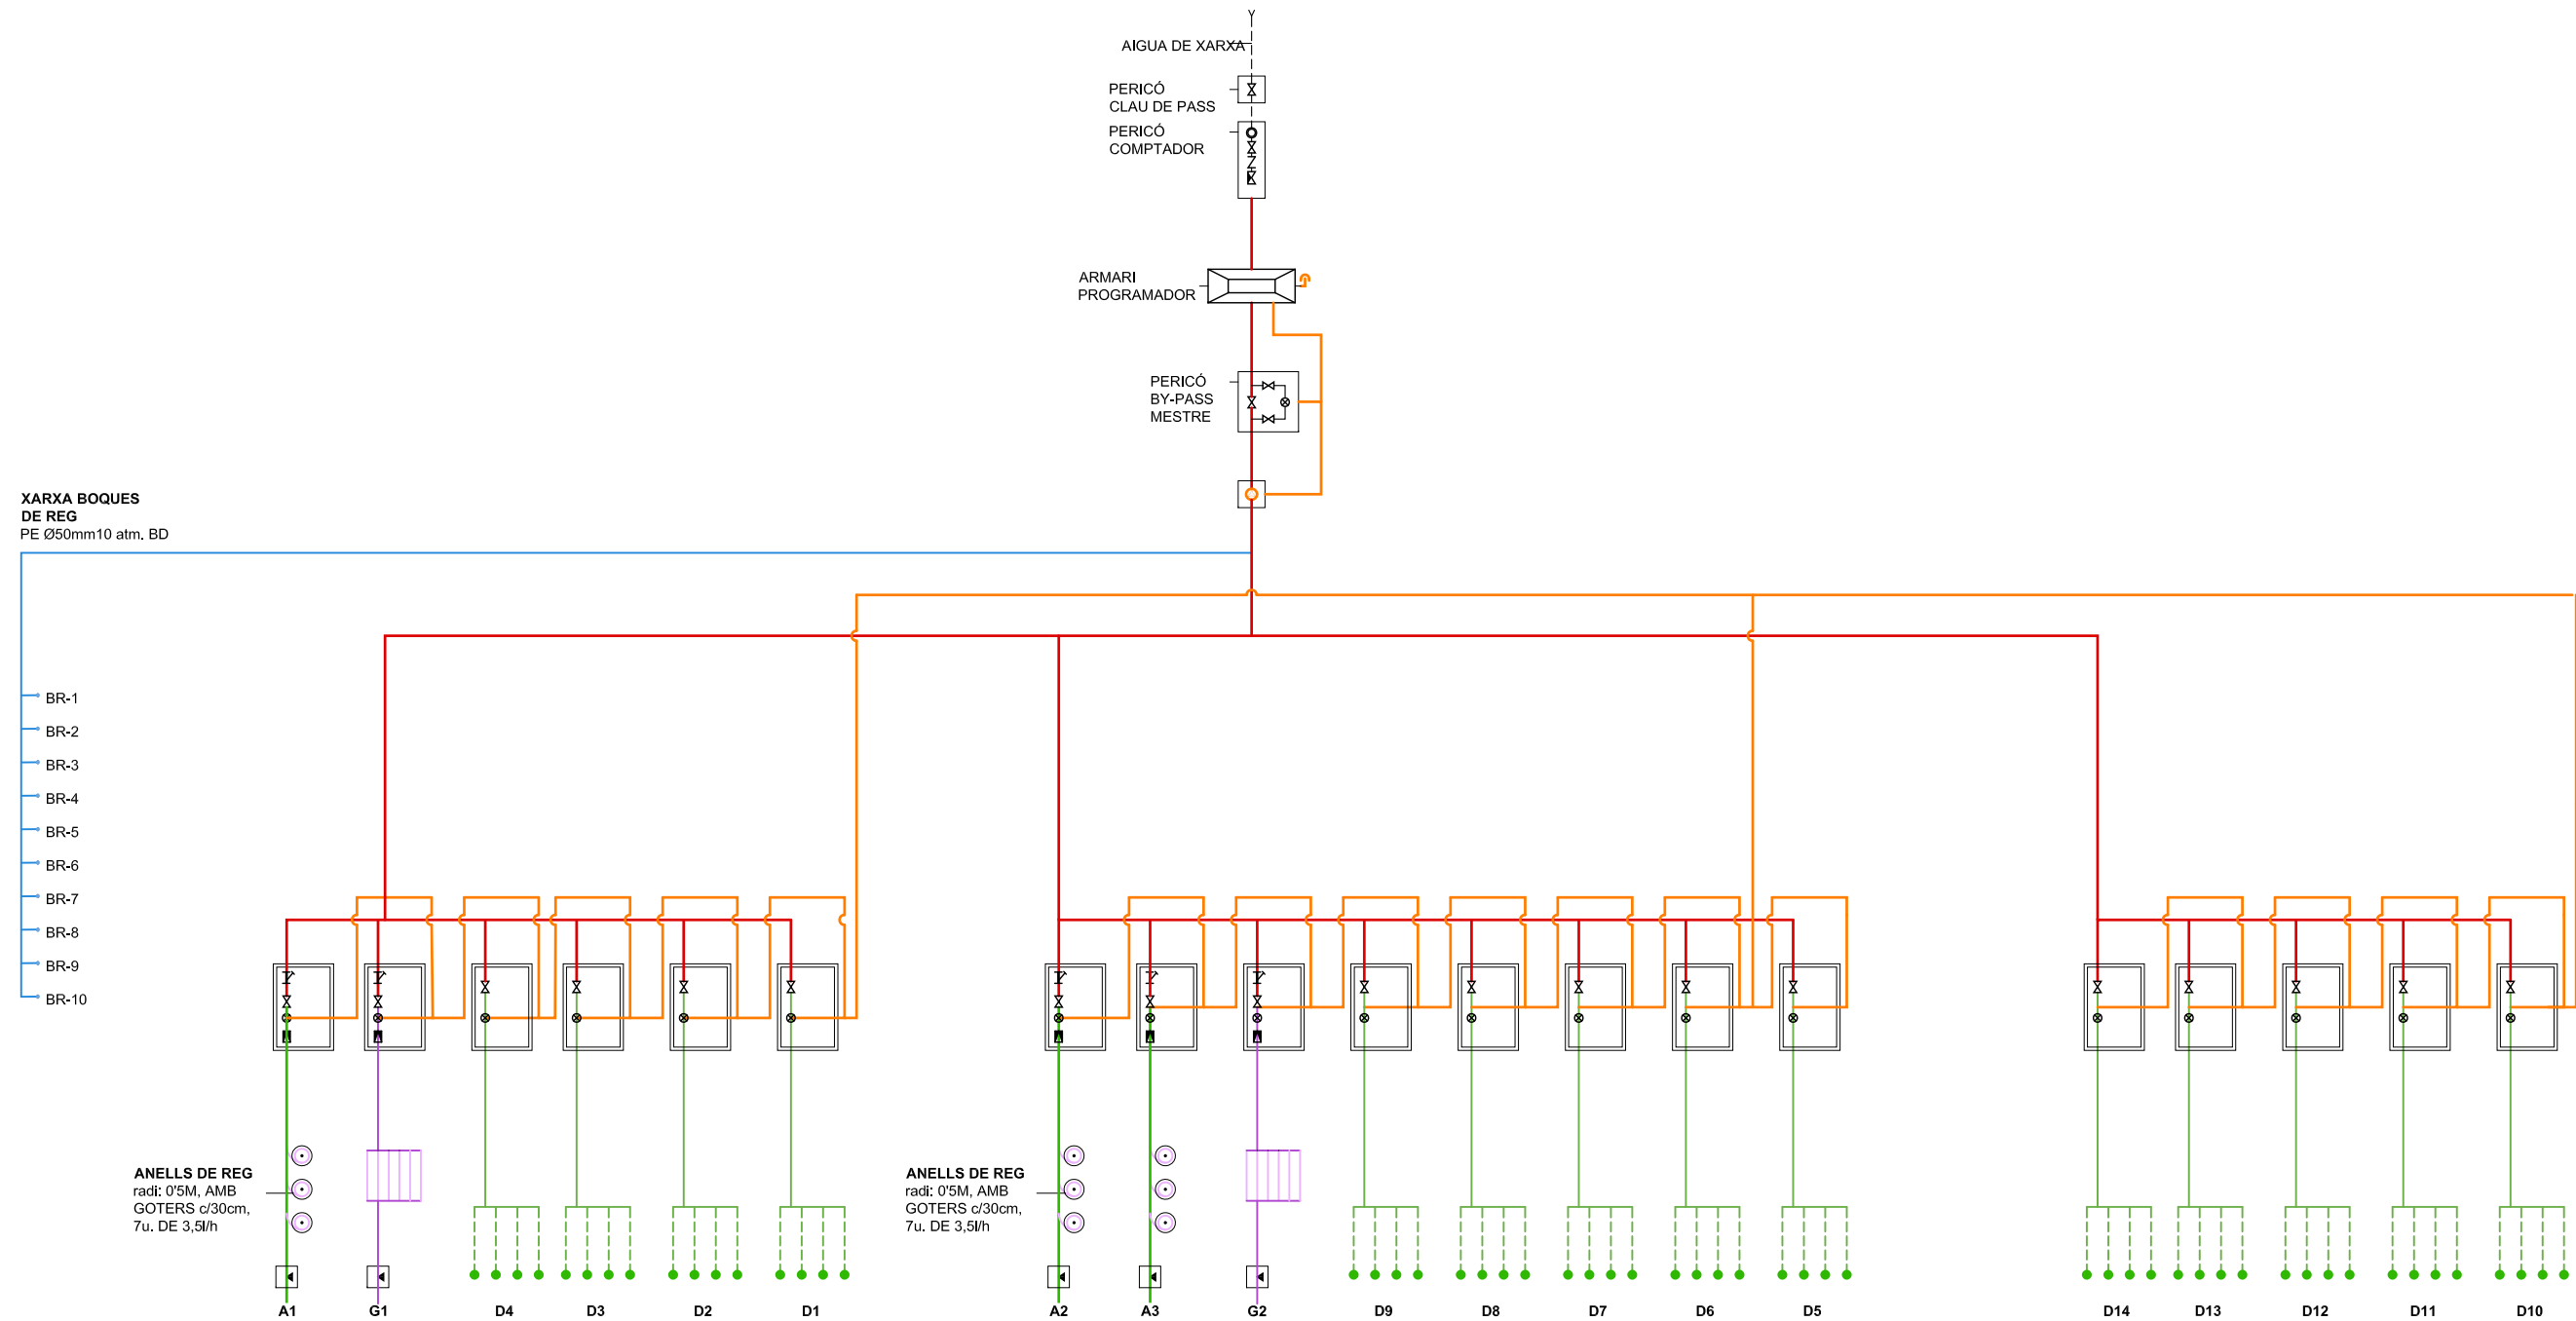 AIGUA DE XARXA
PERICÓ
CLAU DE PASS
PERICÓ
COMPTADOR
ARMARI
PROGRAMADOR
PERICÓ
BY-PASS
MESTRE
XARXA BOQUES
DE REG
PE Ø50mm10 atm. BD
BR-1
BR-2
BR-3
BR-4
BR-5
BR-6
BR-7
BR-8
BR-9
BR-10
ANELLS DE REG
radi: 0'5M, AMB
GOTERS c/30cm,
7u. DE 3,5l/h
ANELLS DE REG
radi: 0'5M, AMB
GOTERS c/30cm,
7u. DE 3,5l/h
A1 G1 D4 D3 D2 D1 A2 A3 G2 D9 D8 D7 D6 D5 D14 D13 D12 D11 D10